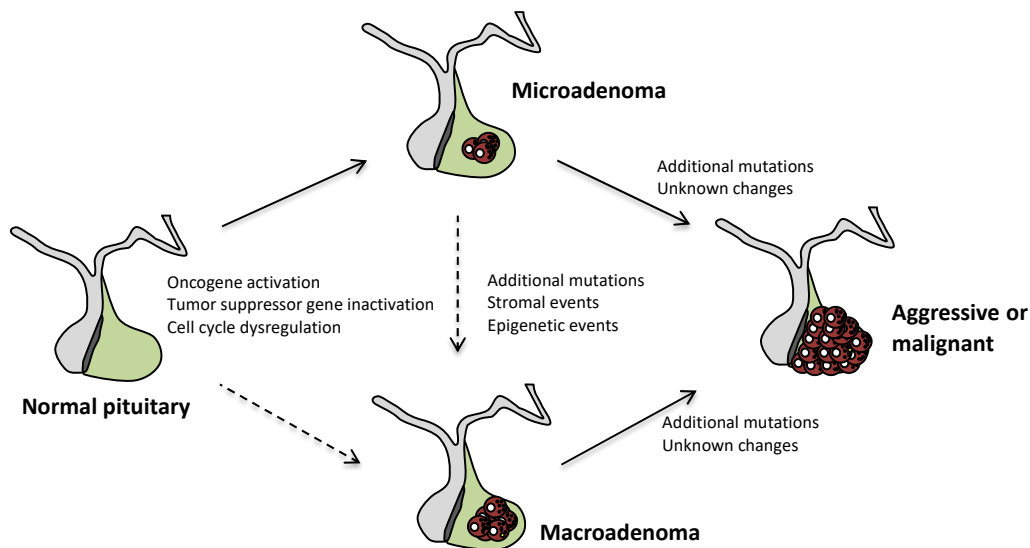 Microadenoma
Additional mutations
Unknown changes
Oncogene activation
Tumor suppressor gene inactivation
Cell cycle dysregulation
Additional mutations
Stromal events
Epigenetic events
Aggressive or
malignant
Normal pituitary
Additional mutations
Unknown changes
Macroadenoma